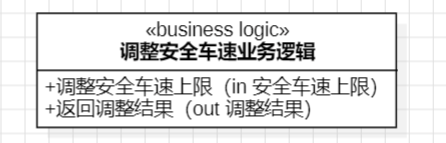 «business logic»
调整安全车速业务逻辑
+调整安全车速上限（in 安全车速上限）
+返回调整结果（out 调整结果）